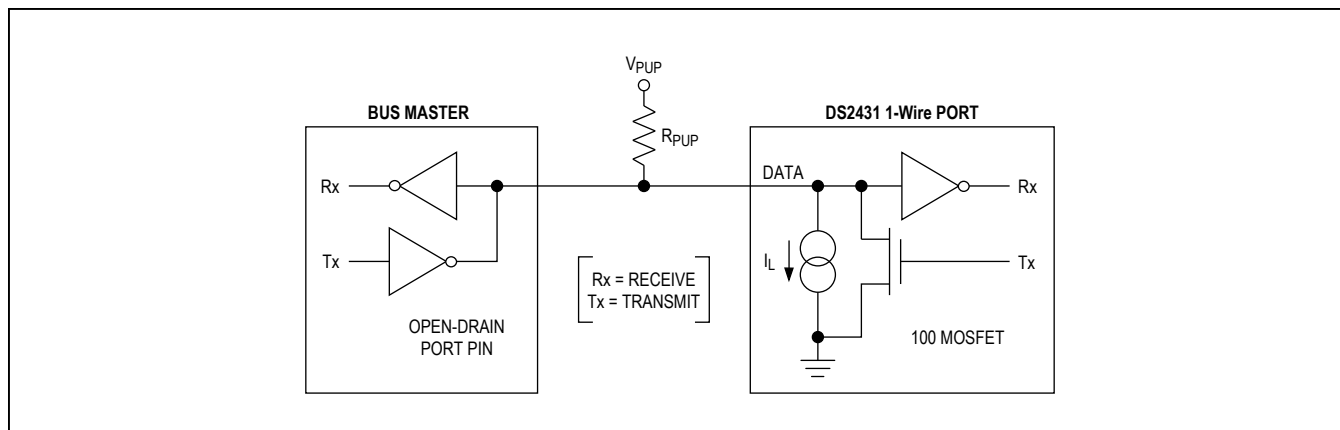 VPUP
BUS MASTER
DS2431 1-Wire PORT
RPUP
DATA
Rx
Rx
Tx
IL
Tx
Rx = RECEIVE
Tx = TRANSMIT
OPEN-DRAIN
PORT PIN
100 MOSFET